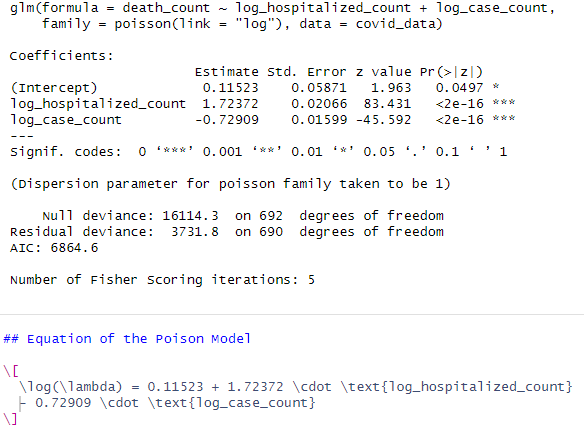 glm(formula = death_count ~ log_hospitalized_count + log_case_count,
    family = poisson(link = "log"), data = covid_data)

Coefficients:
                       Estimate Std. Error z value Pr(>|z|)
(Intercept)             0.11523    0.05871   1.963   0.0497 *
log_hospitalized_count  1.72372    0.02066  83.431   <2e-16 ***
log_case_count         -0.72909    0.01599 -45.592   <2e-16 ***
---
Signif. codes:  0 ‘***’ 0.001 ‘**’ 0.01 ‘*’ 0.05 ‘.’ 0.1 ‘ ’ 1

(Dispersion parameter for poisson family taken to be 1)

    Null deviance: 16114.3  on 692  degrees of freedom
Residual deviance:  3731.8  on 690  degrees of freedom
AIC: 6864.6

Number of Fisher Scoring iterations: 5

## Equation of the Poison Model

\[
  \log(\lambda) = 0.11523 + 1.72372 \cdot \text{log_hospitalized_count}
  - 0.72909 \cdot \text{log_case_count}
\]